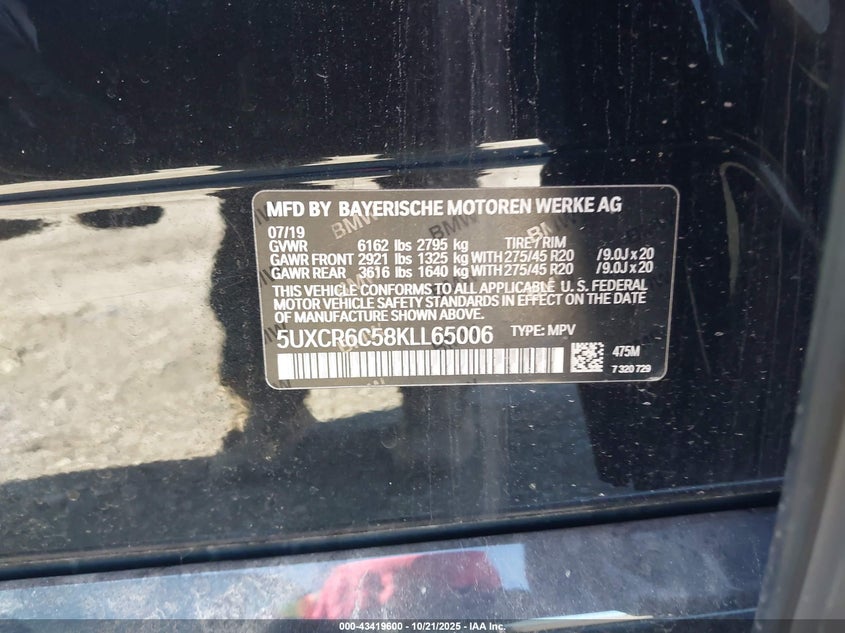 MFD BY BAYERISCHE MOTOREN WERKE AG
07/19
GVWR 6162 lbs 2795 kg TIRE / RIM
GAWR FRONT 2921 lbs 1325 kg WITH 275/45 R20 /9.0J x 20
GAWR REAR 3616 lbs 1640 kg WITH 275/45 R20 /9.0J x 20
THIS VEHICLE CONFORMS TO ALL APPLICABLE U. S. FEDERAL
MOTOR VEHICLE SAFETY STANDARDS IN EFFECT ON THE DATE
OF MANUFACTURE SHOWN ABOVE.
5UXCR6C58KLL65006 TYPE: MPV
475M
7 320 729
000-43419600 - 10/21/2025 - IAA Inc.